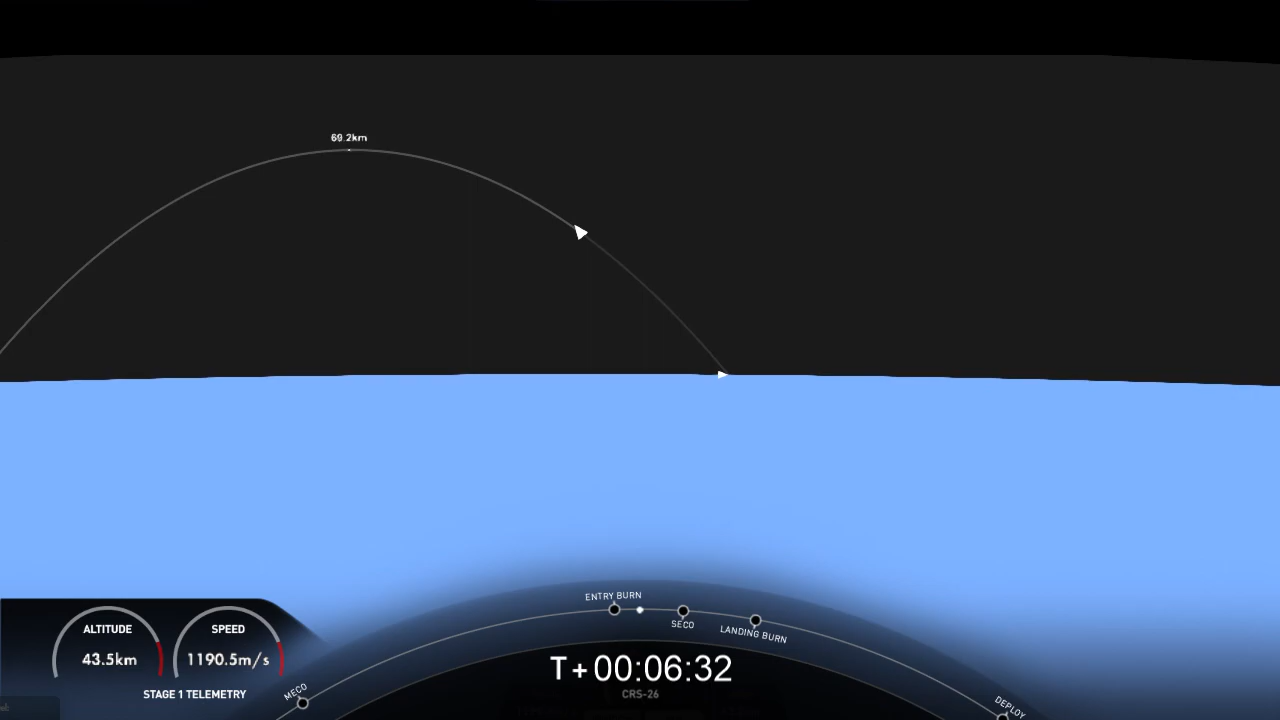 69.2km
ENTRY BURN
SECO
LANDING BURN
ALTITUDE
SPEED
43.5km
1190.5m/s
T+00:06:32
STAGE 1 TELEMETRY
MECO
CRS-26
DEPLOY